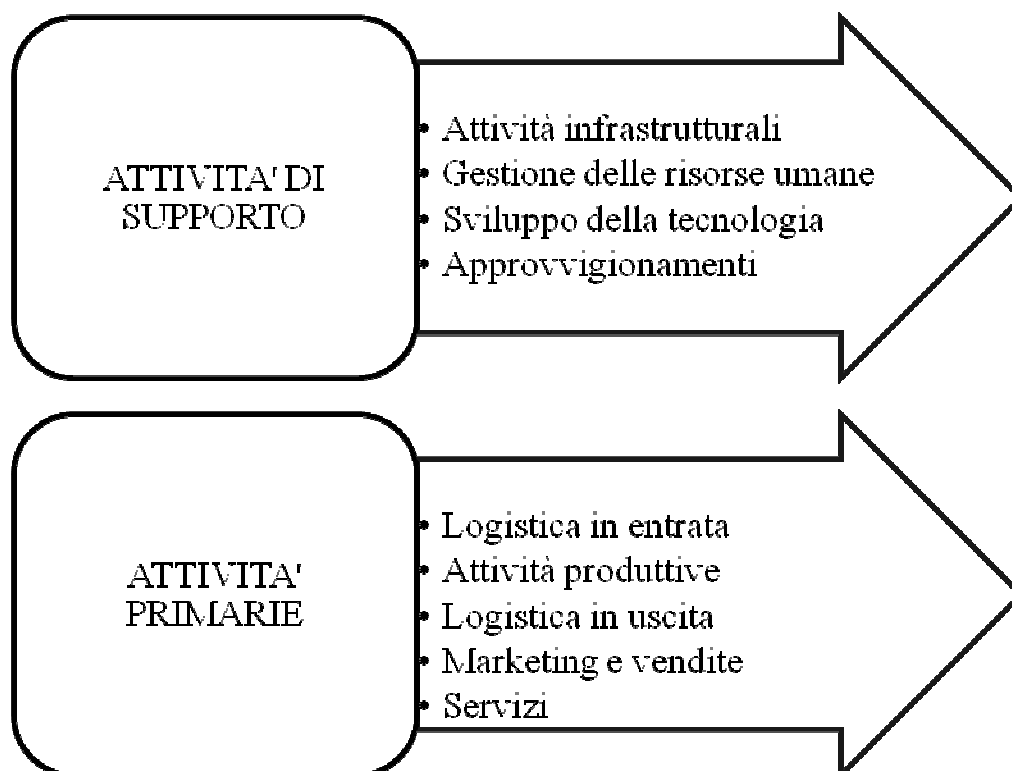 ATTIVITA' DI
SUPPORTO
• Attività infrastrutturali
• Gestione delle risorse umane
• Sviluppo della tecnologia
• Approvvigionamenti
ATTIVITA'
PRIMARIE
• Logistica in entrata
• Attività produttive
• Logistica in uscita
• Marketing e vendite
• Servizi